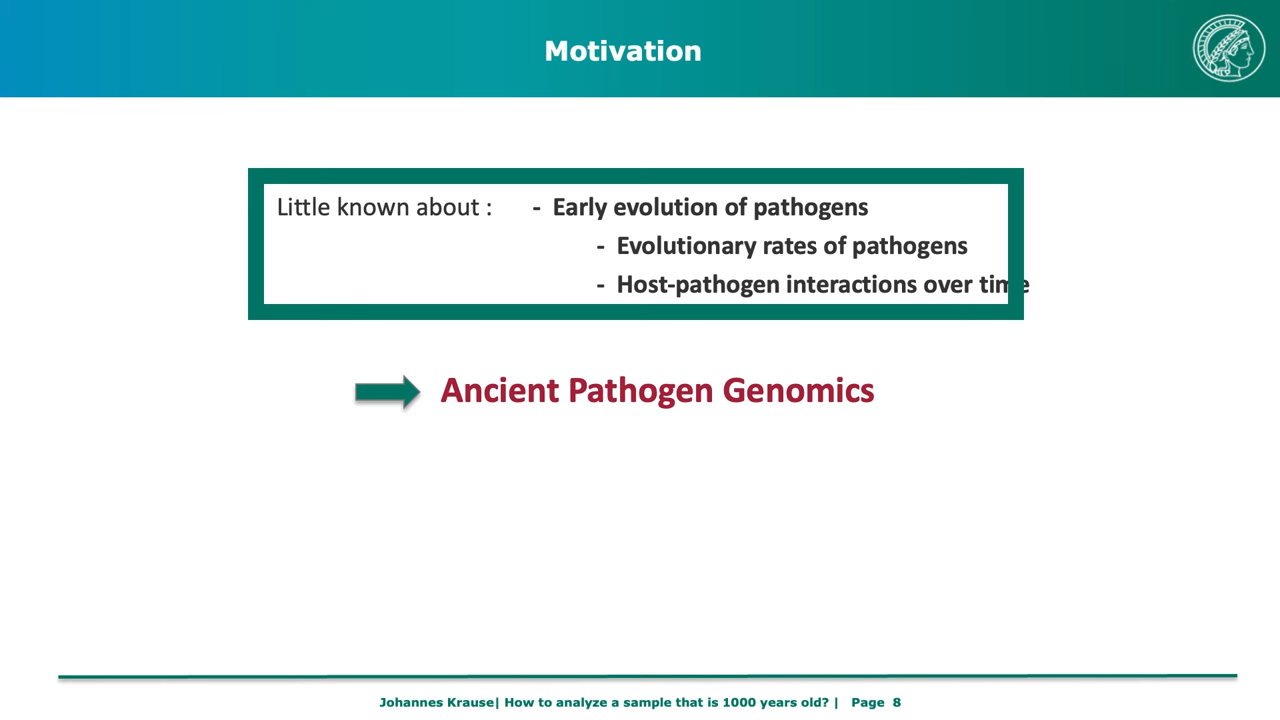 Motivation
Little known about : - Early evolution of pathogens
- Evolutionary rates of pathogens
- Host-pathogen interactions over time
Ancient Pathogen Genomics
Johannes Krause| How to analyze a sample that is 1000 years old? | Page 8